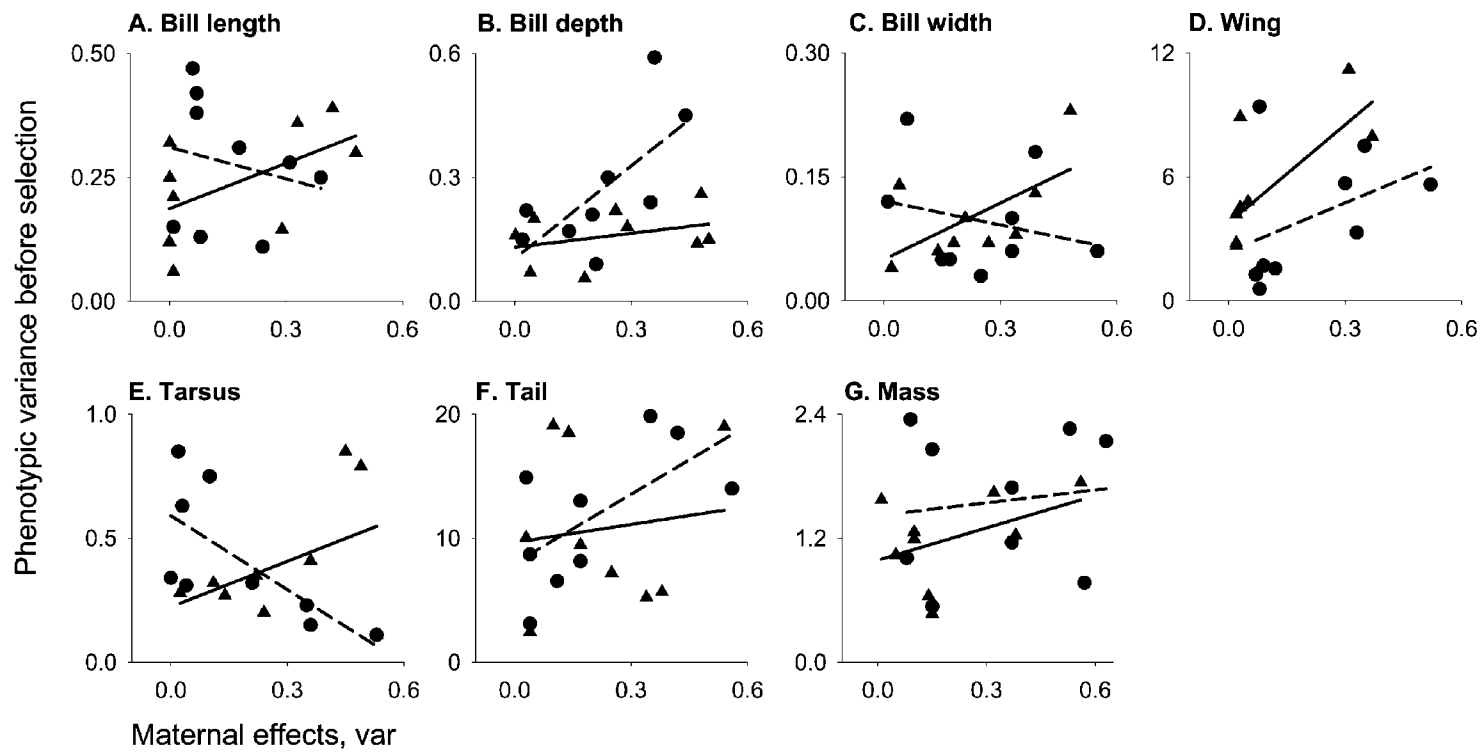 A. Bill length
B. Bill depth
C. Bill width
D. Wing
0.50
0.25
0.00
0.0 0.3 0.6
0.6
0.3
0.0
0.0 0.3 0.6
0.30
0.15
0.00
0.0 0.3 0.6
12
6
0
0.0 0.3 0.6
Phenotypic variance before selection
E. Tarsus
F. Tail
G. Mass
1.0
0.5
0.0
0.0 0.3 0.6
20
10
0
0.0 0.3 0.6
2.4
1.2
0.0
0.0 0.3 0.6
Maternal effects, var